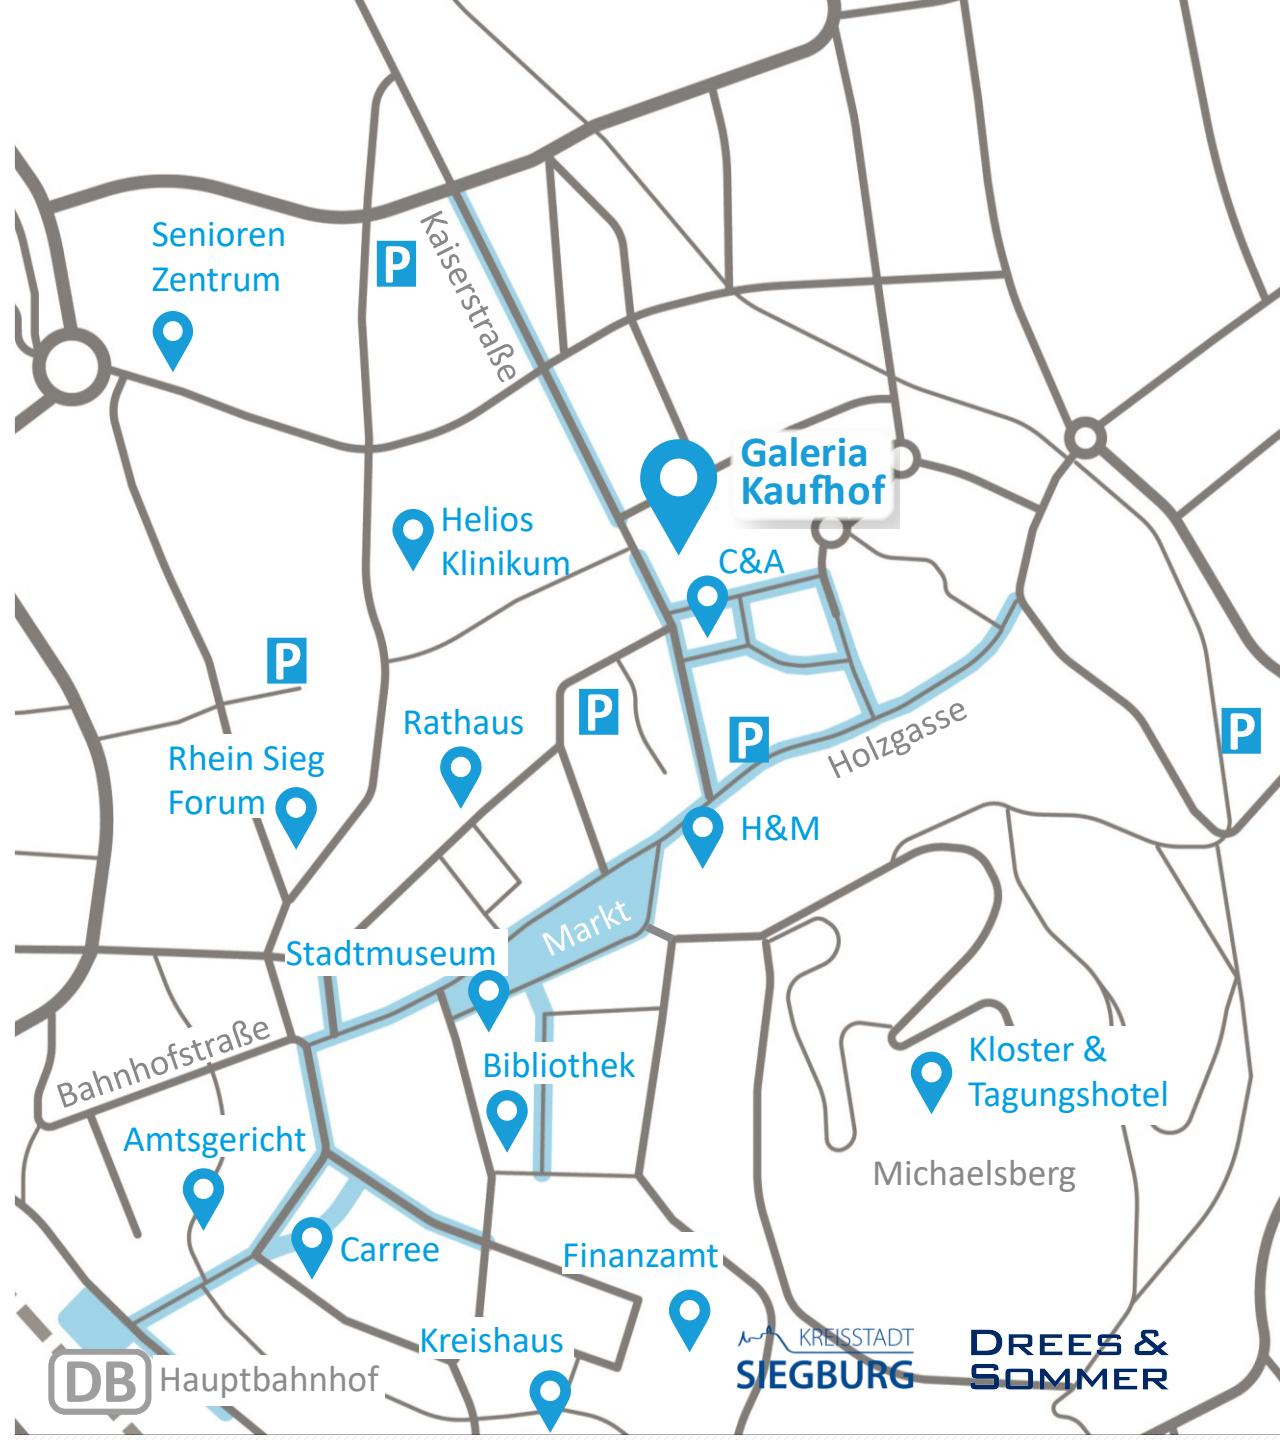 Senioren
Zentrum
P
Kaiserstraße
Galeria
Kaufhof
Helios
Klinikum
C&A
P
P
Rathaus
P
Holzgasse
P
Rhein Sieg
Forum
H&M
Markt
Stadtmuseum
Bahnhofstraße
Bibliothek
Kloster &
Tagungshotel
Amtsgericht
Michaelsberg
Carree
Finanzamt
Kreishaus
KREISSTADT
SIEGBURG
DREES &
SOMMER
DB Hauptbahnhof